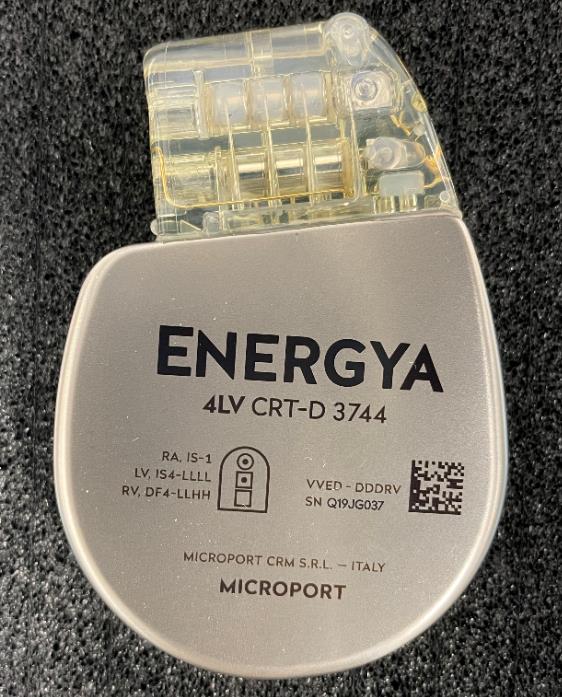 ENERGYA
4LV CRT-D 3744
RA, IS-1
LV, IS4-LLLL
RV, DF4-LLHH
VVED - DDDRV
SN Q19JG037
MICROPORT CRM S.R.L. — ITALY
MICROPORT